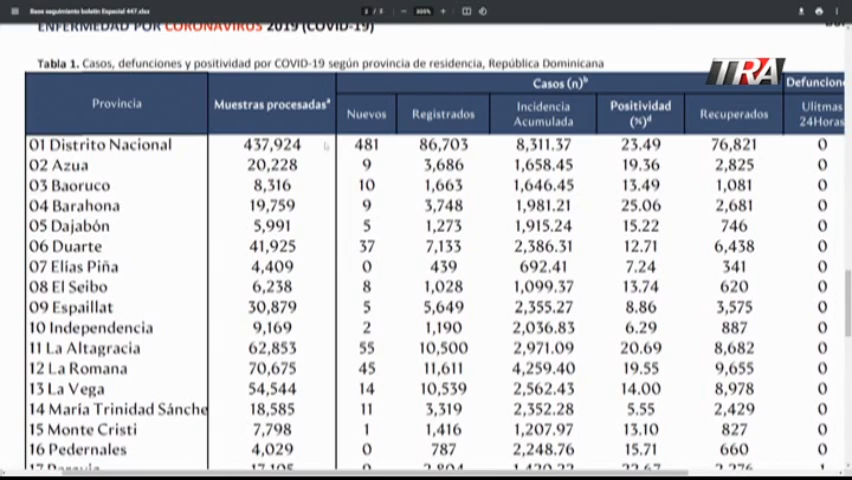 Base seguimiento boletin Especial 447.xlsx
2 / 3
305%
ENFERMEDAD POR CORONAVIRUS 2019 (COVID-19)
Tabla 1. Casos, defunciones y positividad por COVID-19 según provincia de residencia, República Dominicana
TRA
Provincia Muestras procesadasª Casos (n)ᵇ Defuncion
Nuevos Registrados Incidencia Acumulada Positividad (%)ᵈ Recuperados Ulitmas 24Horas
01 Distrito Nacional 437,924 481 86,703 8,311.37 23.49 76,821 0
02 Azua 20,228 9 3,686 1,658.45 19.36 2,825 0
03 Baoruco 8,316 10 1,663 1,646.45 13.49 1,081 0
04 Barahona 19,759 9 3,748 1,981.21 25.06 2,681 0
05 Dajabón 5,991 5 1,273 1,915.24 15.22 746 0
06 Duarte 41,925 37 7,133 2,386.31 12.71 6,438 0
07 Elías Piña 4,409 0 439 692.41 7.24 341 0
08 El Seibo 6,238 8 1,028 1,099.37 13.74 620 0
09 Espaillat 30,879 5 5,649 2,355.27 8.86 3,575 0
10 Independencia 9,169 2 1,190 2,036.83 6.29 887 0
11 La Altagracia 62,853 55 10,500 2,971.09 20.69 8,682 0
12 La Romana 70,675 45 11,611 4,259.40 19.55 9,655 0
13 La Vega 54,544 14 10,539 2,562.43 14.00 8,978 0
14 María Trinidad Sánche 18,585 11 3,319 2,352.28 5.55 2,429 0
15 Monte Cristi 7,798 1 1,416 1,207.97 13.10 827 0
16 Pedernales 4,029 0 787 2,248.76 15.71 660 0